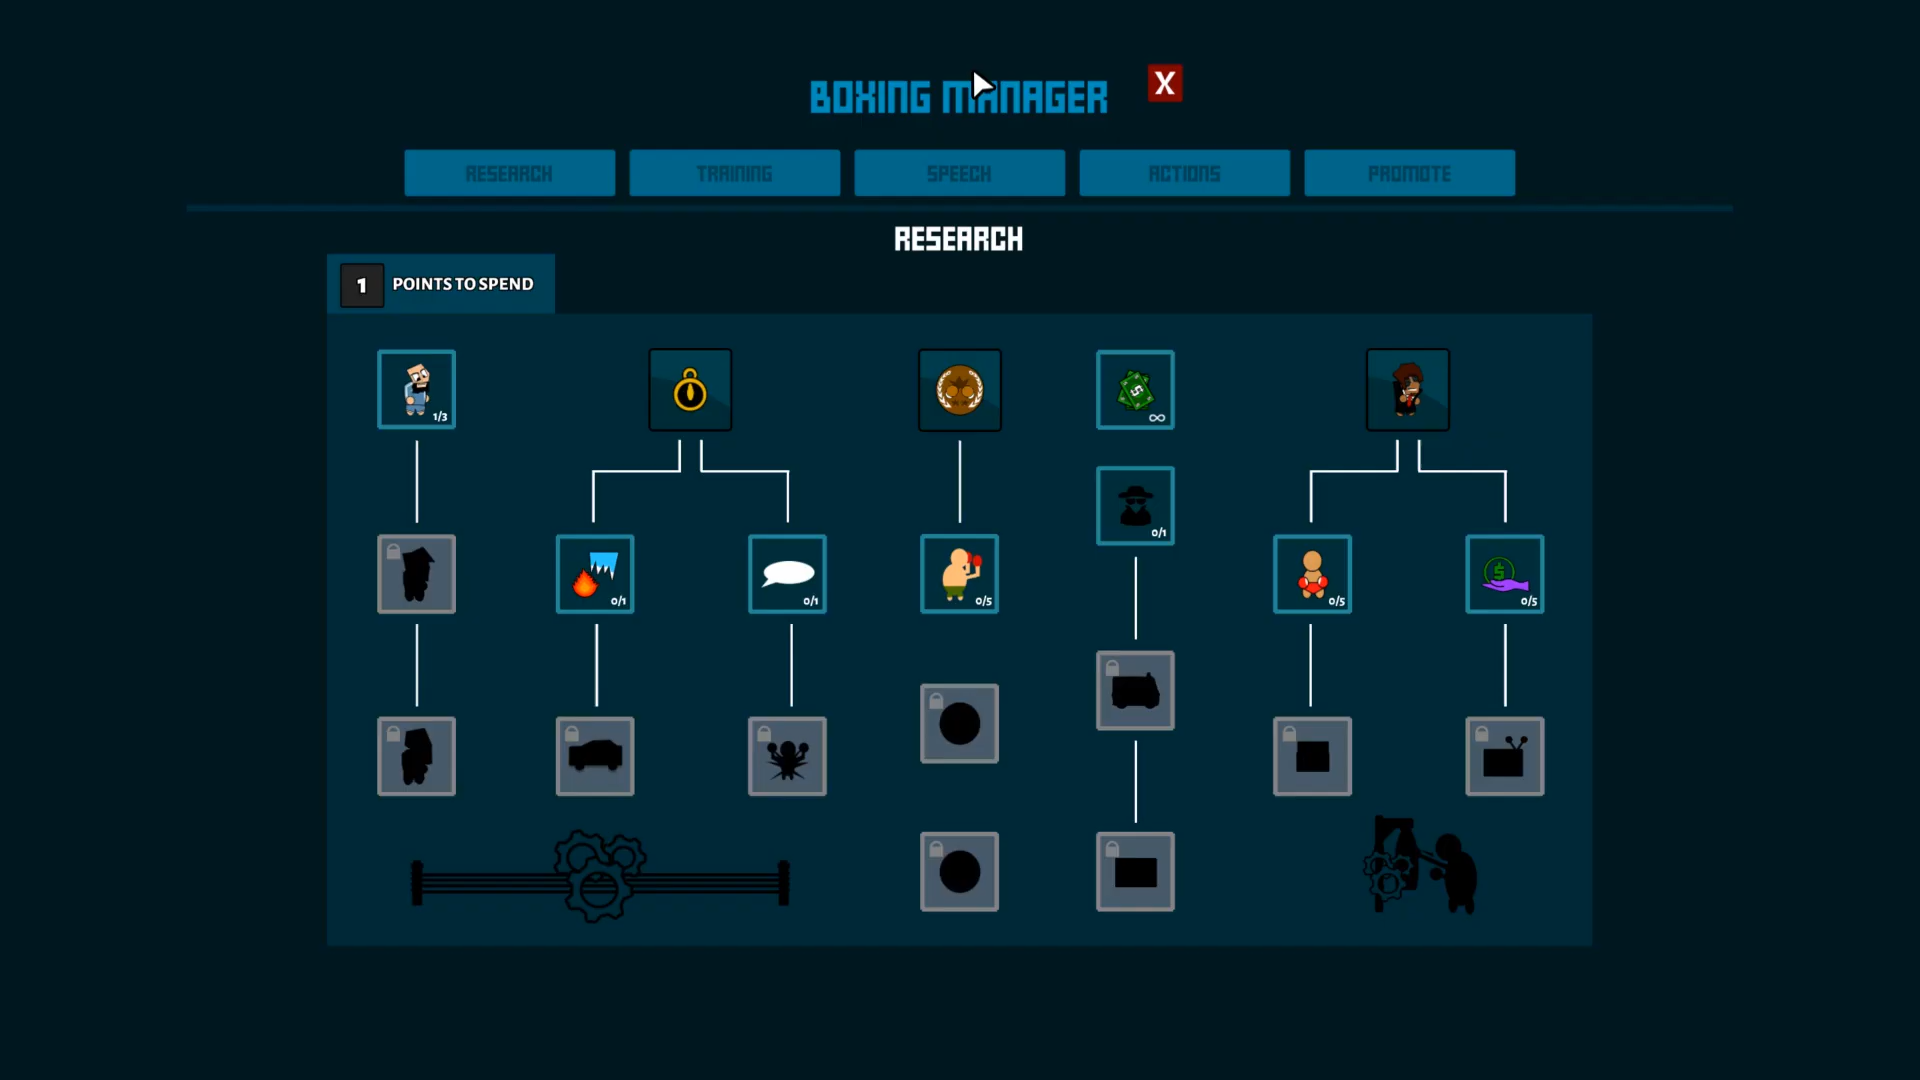 BOXING MANAGER
X
RESEARCH
TRAINING
SPEECH
ACTIONS
PROMOTE
RESEARCH
1 POINTS TO SPEND
1/3
$
∞
0/1
0/1
0/1
0/5
0/5
$
0/5